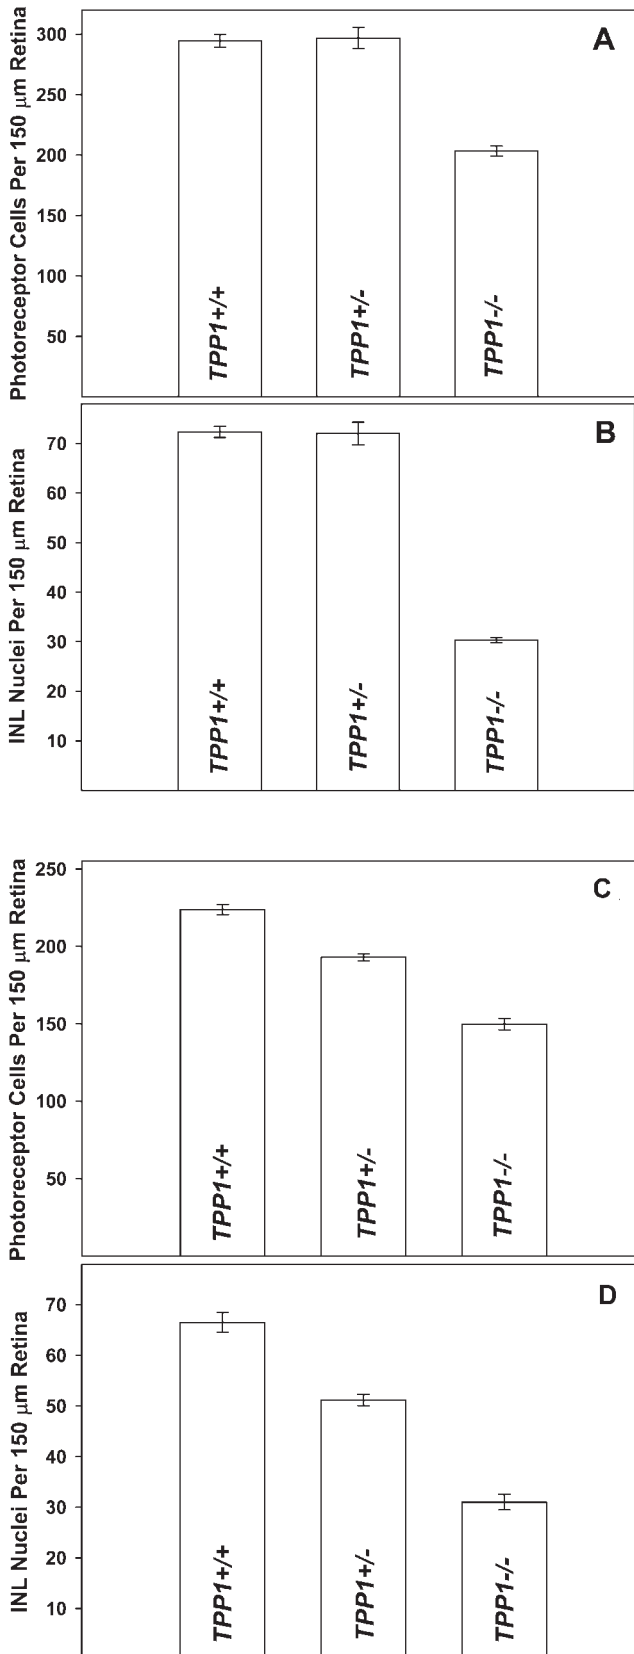 Photoreceptor Cells Per 150 µm Retina
300
250
200
150
100
50
A
TPP1+/+
TPP1+/-
TPP1-/-
INL Nuclei Per 150 µm Retina
70
60
50
40
30
20
10
B
TPP1+/+
TPP1+/-
TPP1-/-
Photoreceptor Cells Per 150 µm Retina
250
200
150
100
50
C
TPP1+/+
TPP1+/-
TPP1-/-
INL Nuclei Per 150 µm Retina
70
60
50
40
30
20
10
D
TPP1+/+
TPP1+/-
TPP1-/-